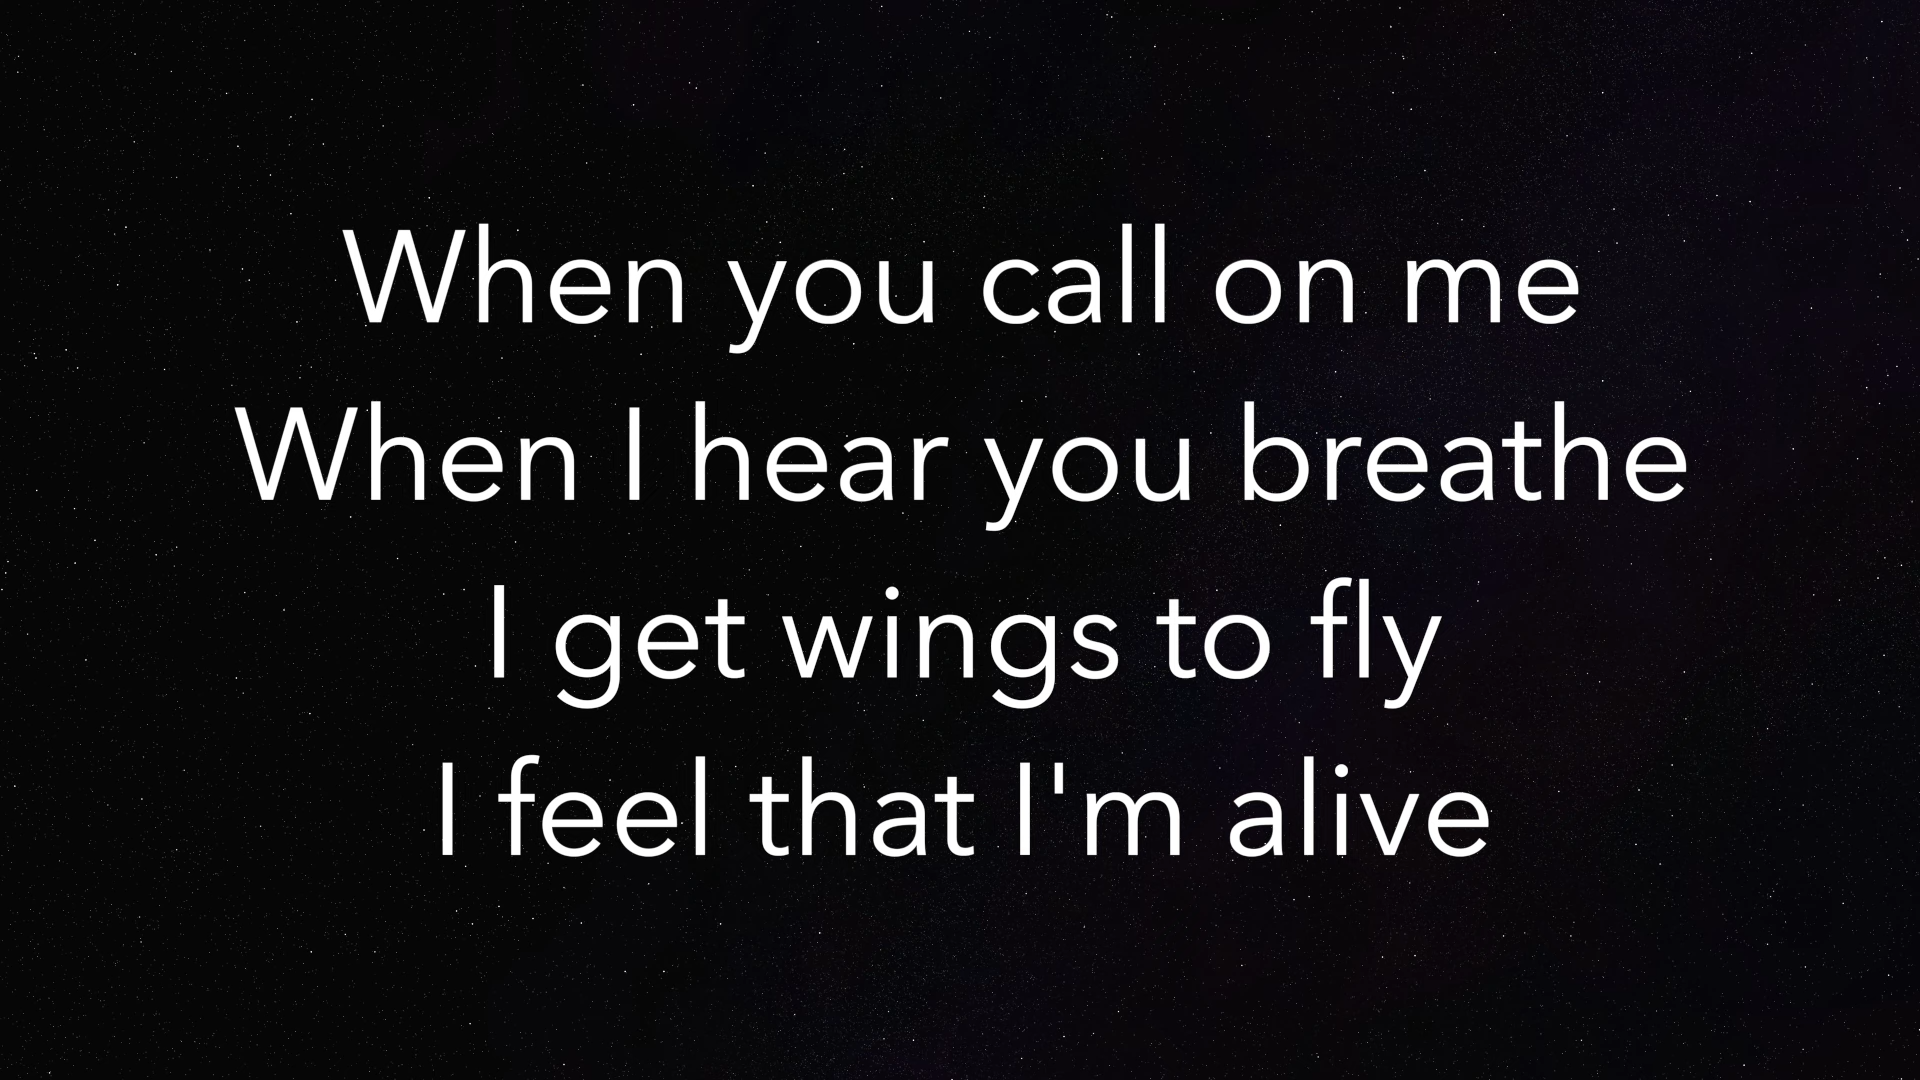 When you call on me
When I hear you breathe
I get wings to fly
I feel that I'm alive